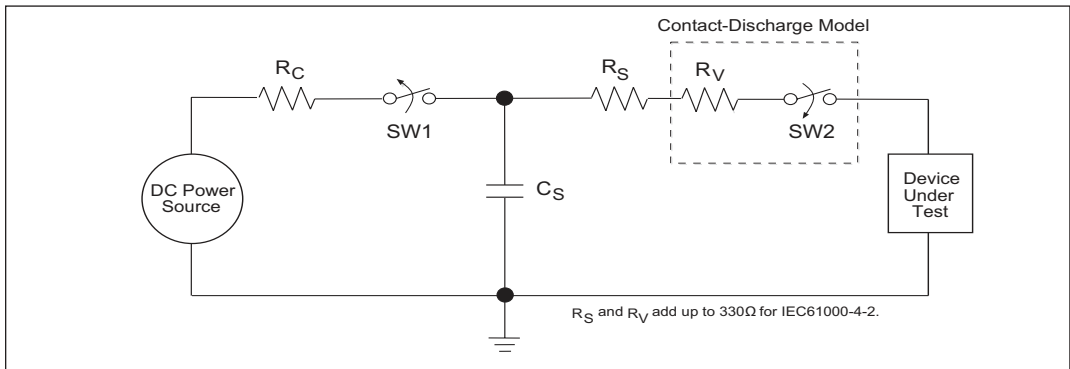 Contact-Discharge Model
RC
RS
RV
SW1
SW2
DC Power
Source
CS
Device
Under
Test
RS and RV add up to 330Ω for IEC61000-4-2.